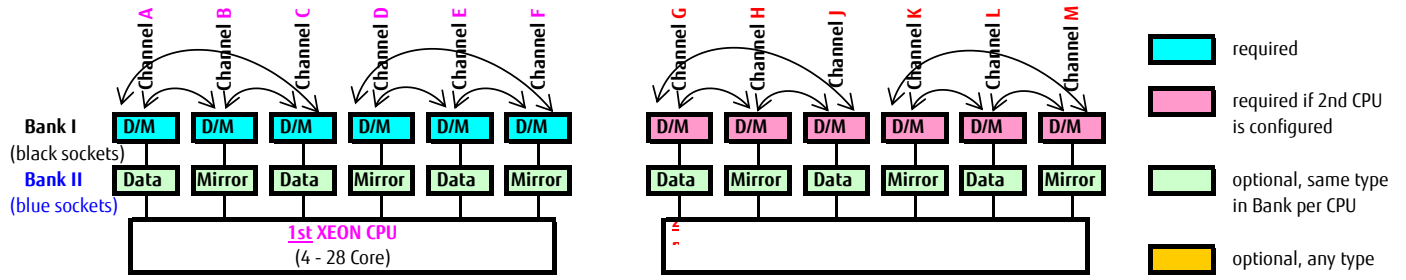 Channel A
Channel B
Channel C
Channel D
Channel E
Channel F
Channel G
Channel H
Channel J
Channel K
Channel L
Channel M
required
required if 2nd CPU
is configured
optional, same type
in Bank per CPU
optional, any type
Bank I
(black sockets)
D/M D/M D/M D/M D/M D/M D/M D/M D/M D/M D/M D/M
Bank II
(blue sockets)
Data Mirror Data Mirror Data Mirror Data Mirror Data Mirror Data Mirror
1st XEON CPU
(4 - 28 Core)